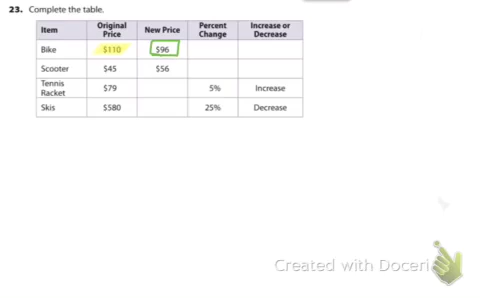 23. Complete the table.
Item Original Price New Price Percent Change Increase or Decrease
Bike $110 $96
Scooter $45 $56
Tennis Racket $79 5% Increase
Skis $580 25% Decrease
Created with Doceri